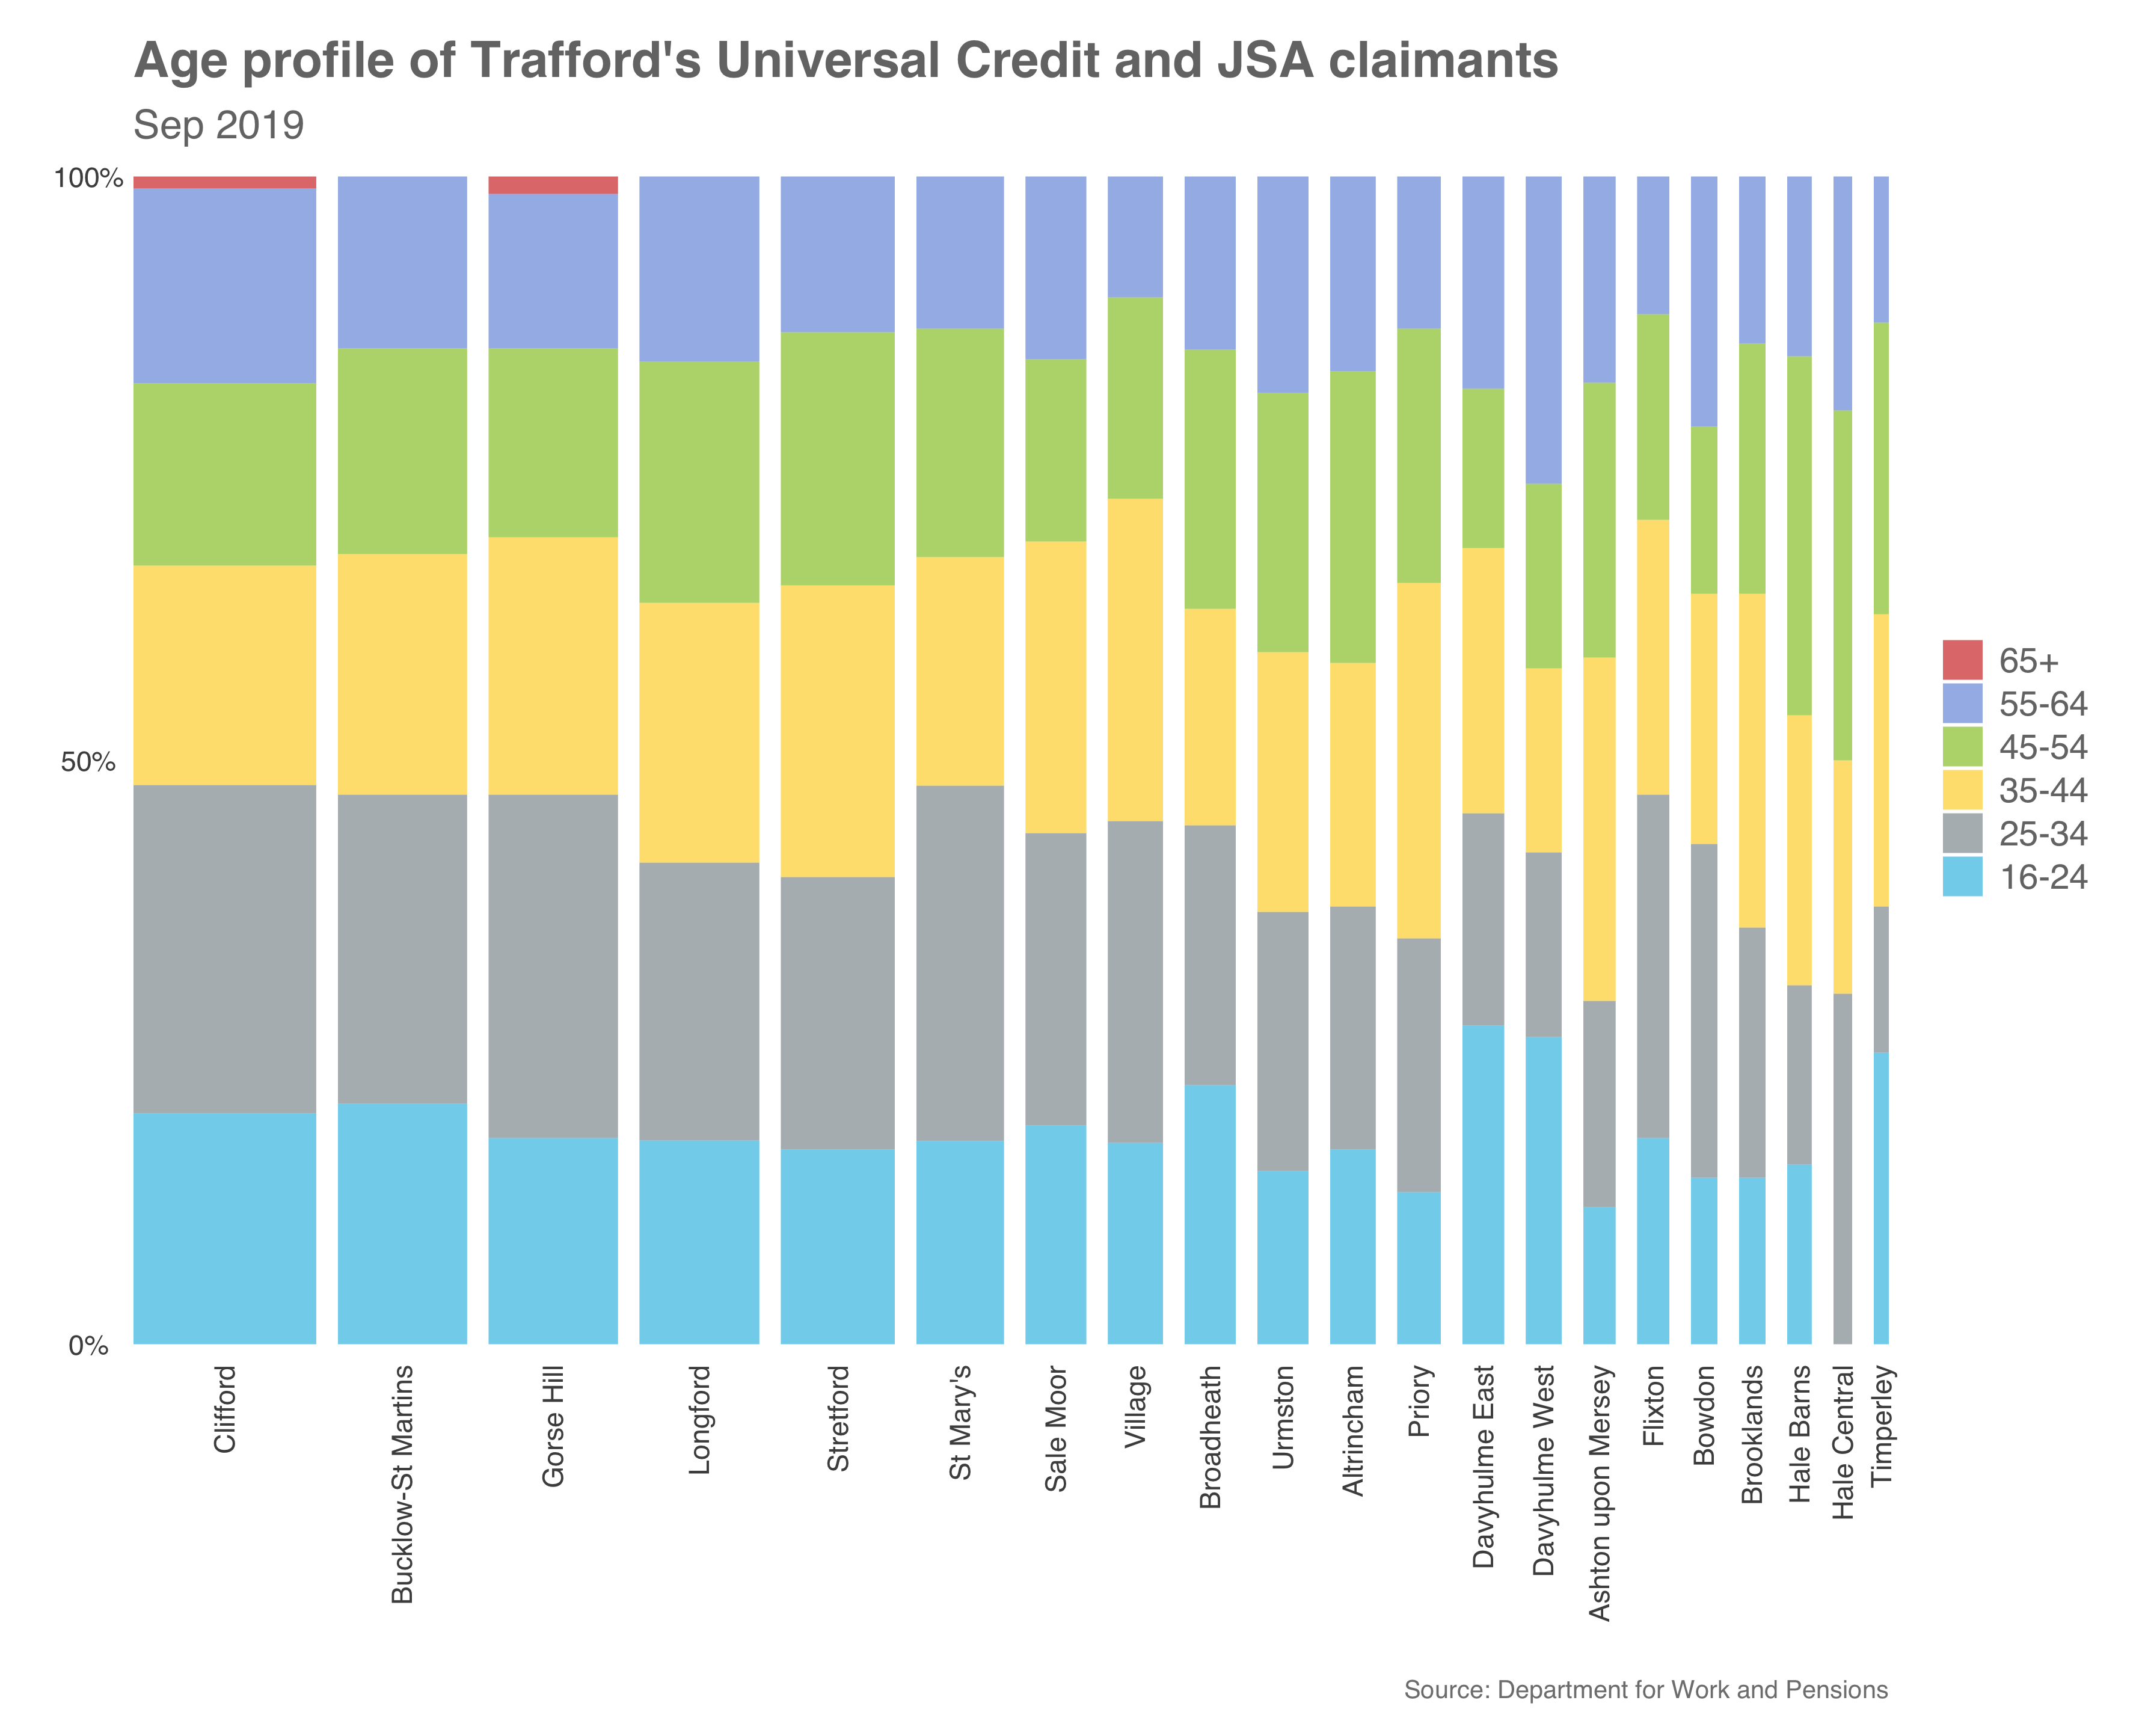 Age profile of Trafford's Universal Credit and JSA claimants
Sep 2019
100%
50%
0%
65+
55-64
45-54
35-44
25-34
16-24
Clifford
Bucklow-St Martins
Gorse Hill
Longford
Stretford
St Mary's
Sale Moor
Village
Broadheath
Urmston
Altrincham
Priory
Davyhulme East
Davyhulme West
Ashton upon Mersey
Flixton
Bowdon
Brooklands
Hale Barns
Hale Central
Timperley
Source: Department for Work and Pensions